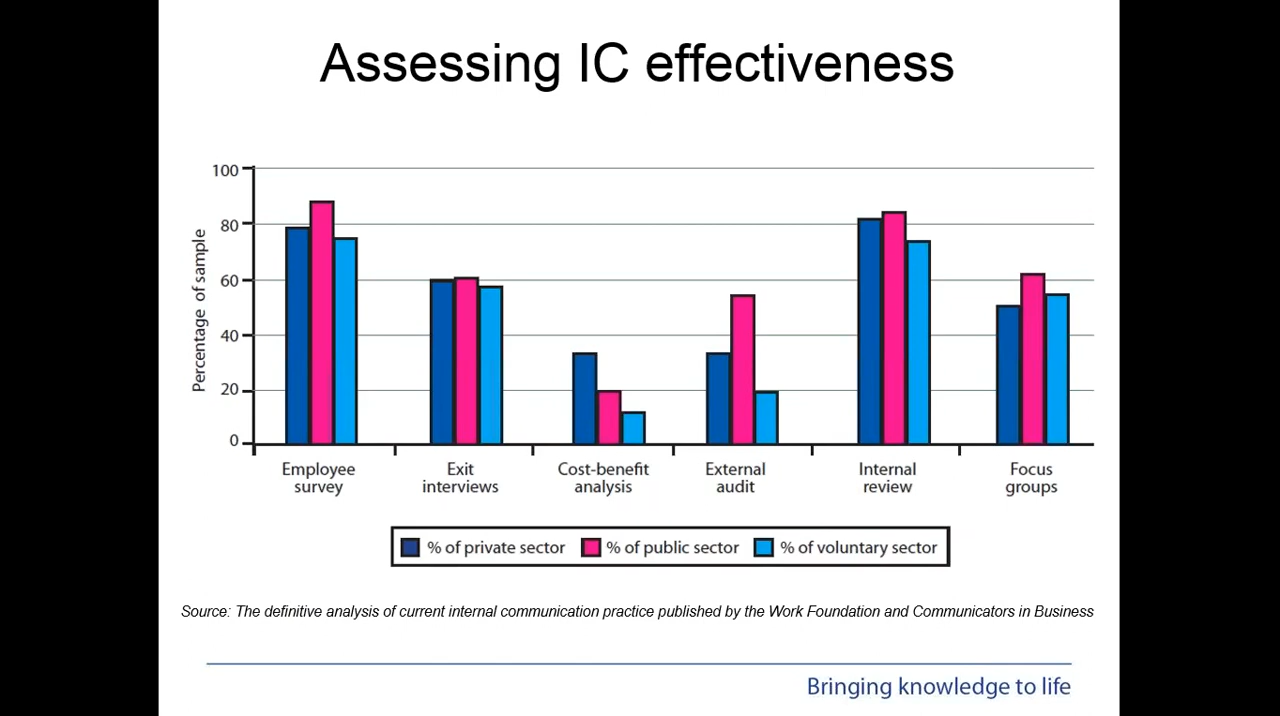 Assessing IC effectiveness
Percentage of sample
100
80
60
40
20
0
Employee
survey
Exit
interviews
Cost-benefit
analysis
External
audit
Internal
review
Focus
groups
% of private sector % of public sector % of voluntary sector
Source: The definitive analysis of current internal communication practice published by the Work Foundation and Communicators in Business
Bringing knowledge to life